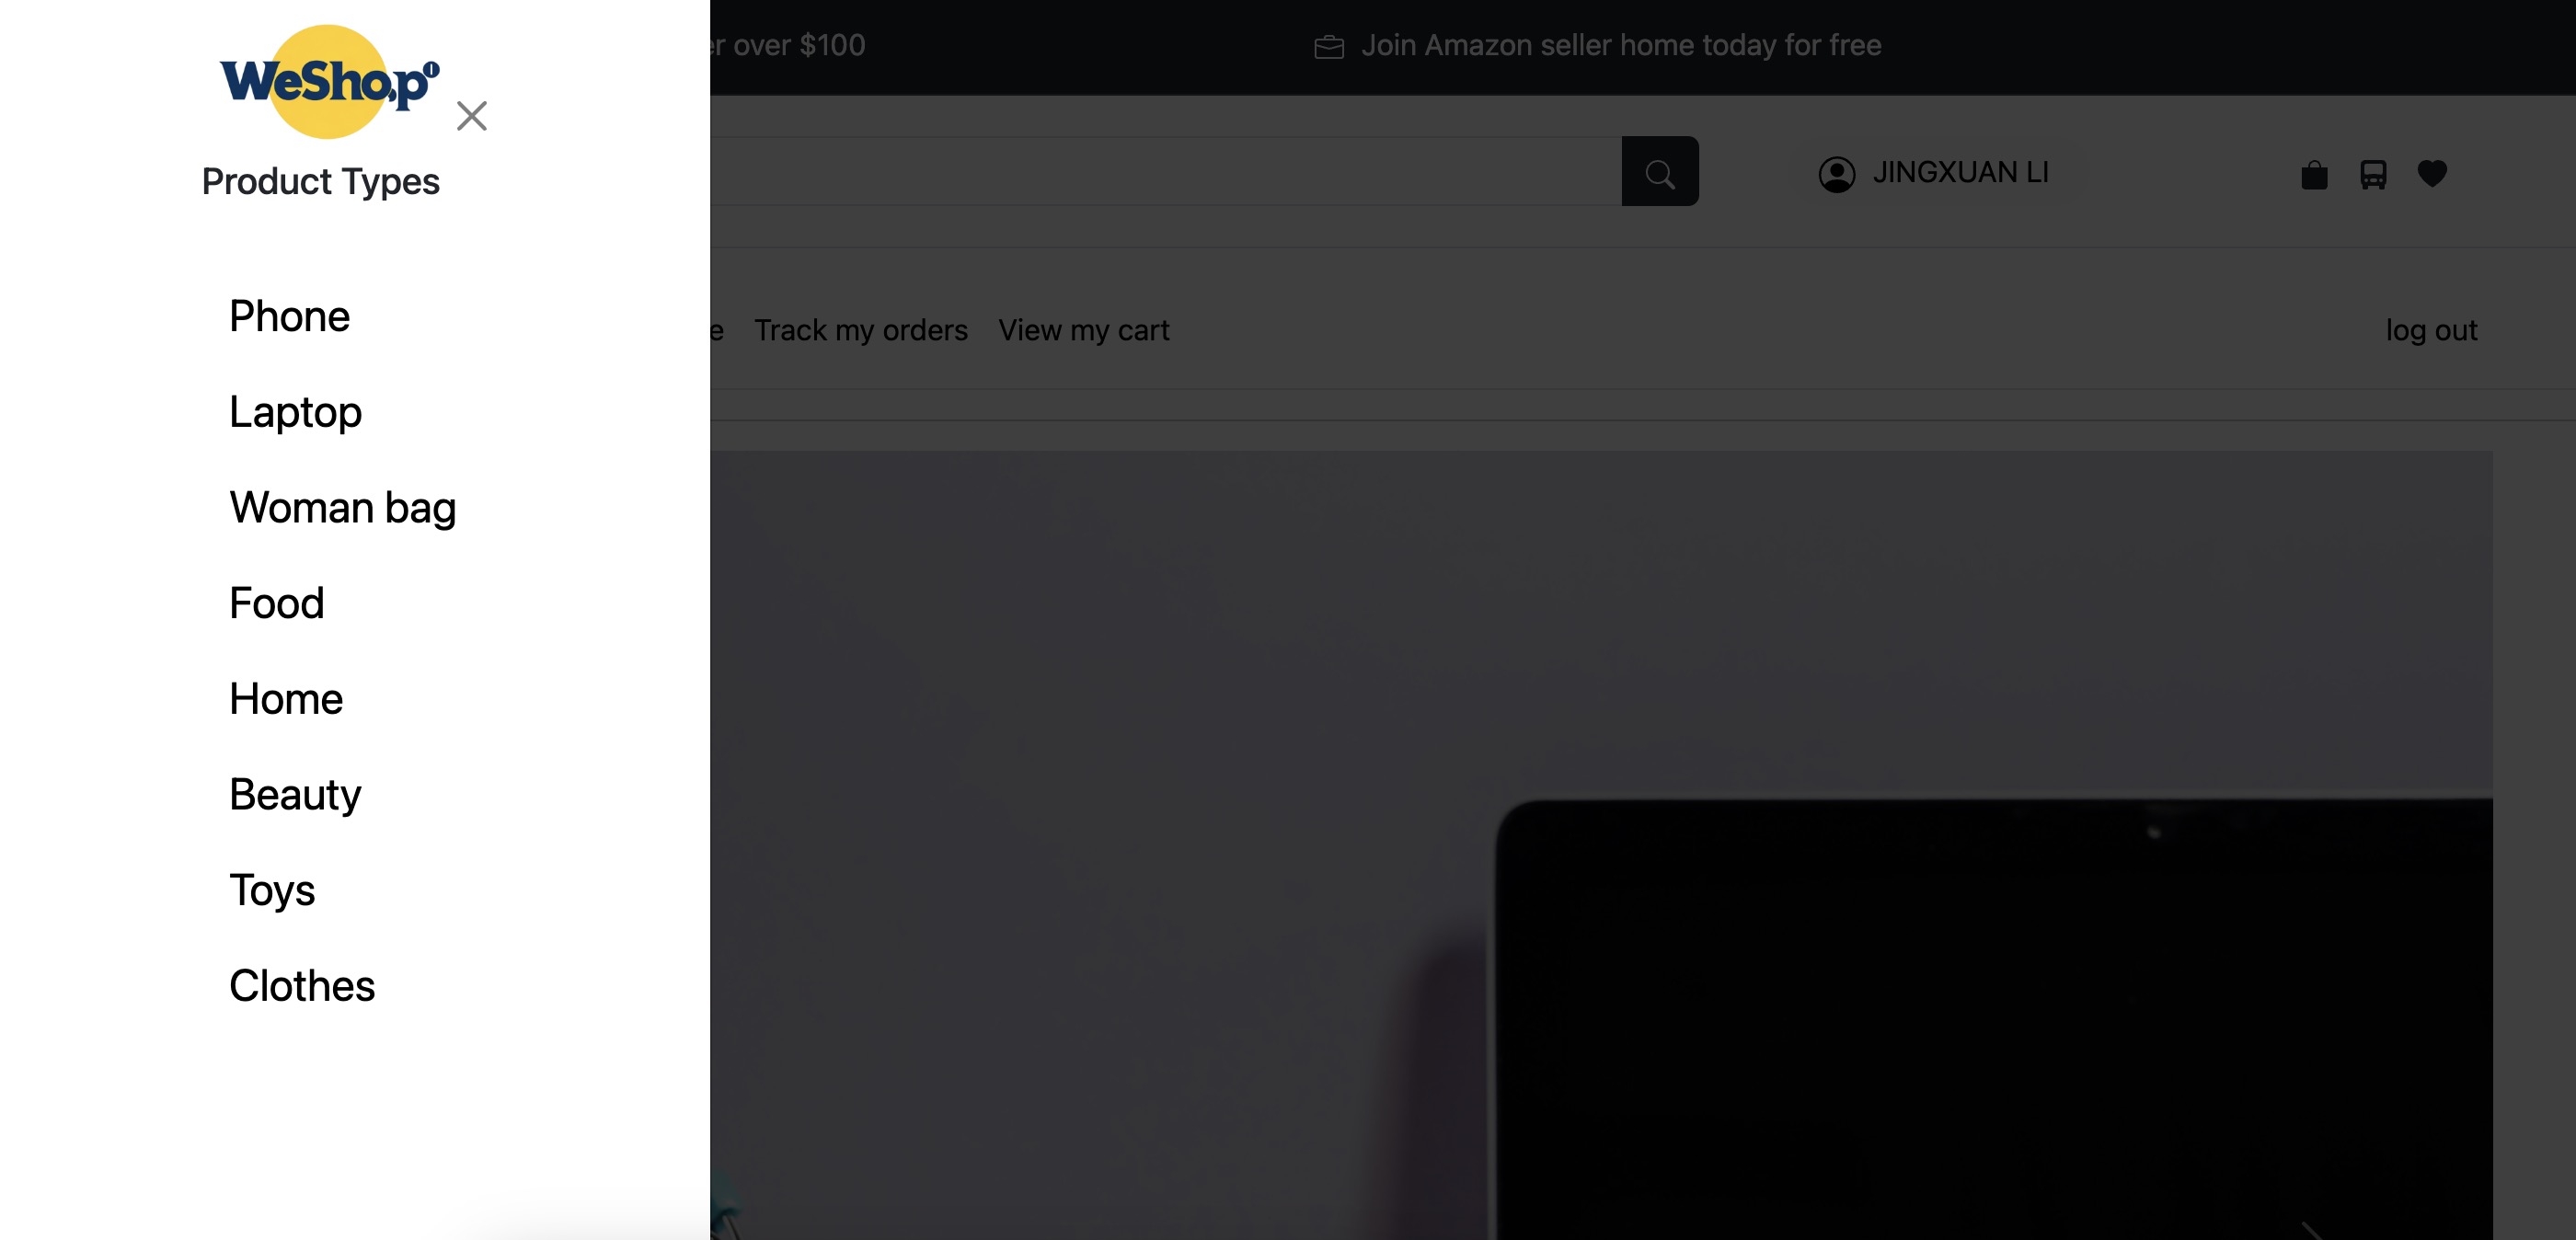 WeShop
Product Types
Phone
Laptop
Woman bag
Food
Home
Beauty
Toys
Clothes
over $100
Join Amazon seller home today for free
JINGXUAN LI
Track my orders
View my cart
log out